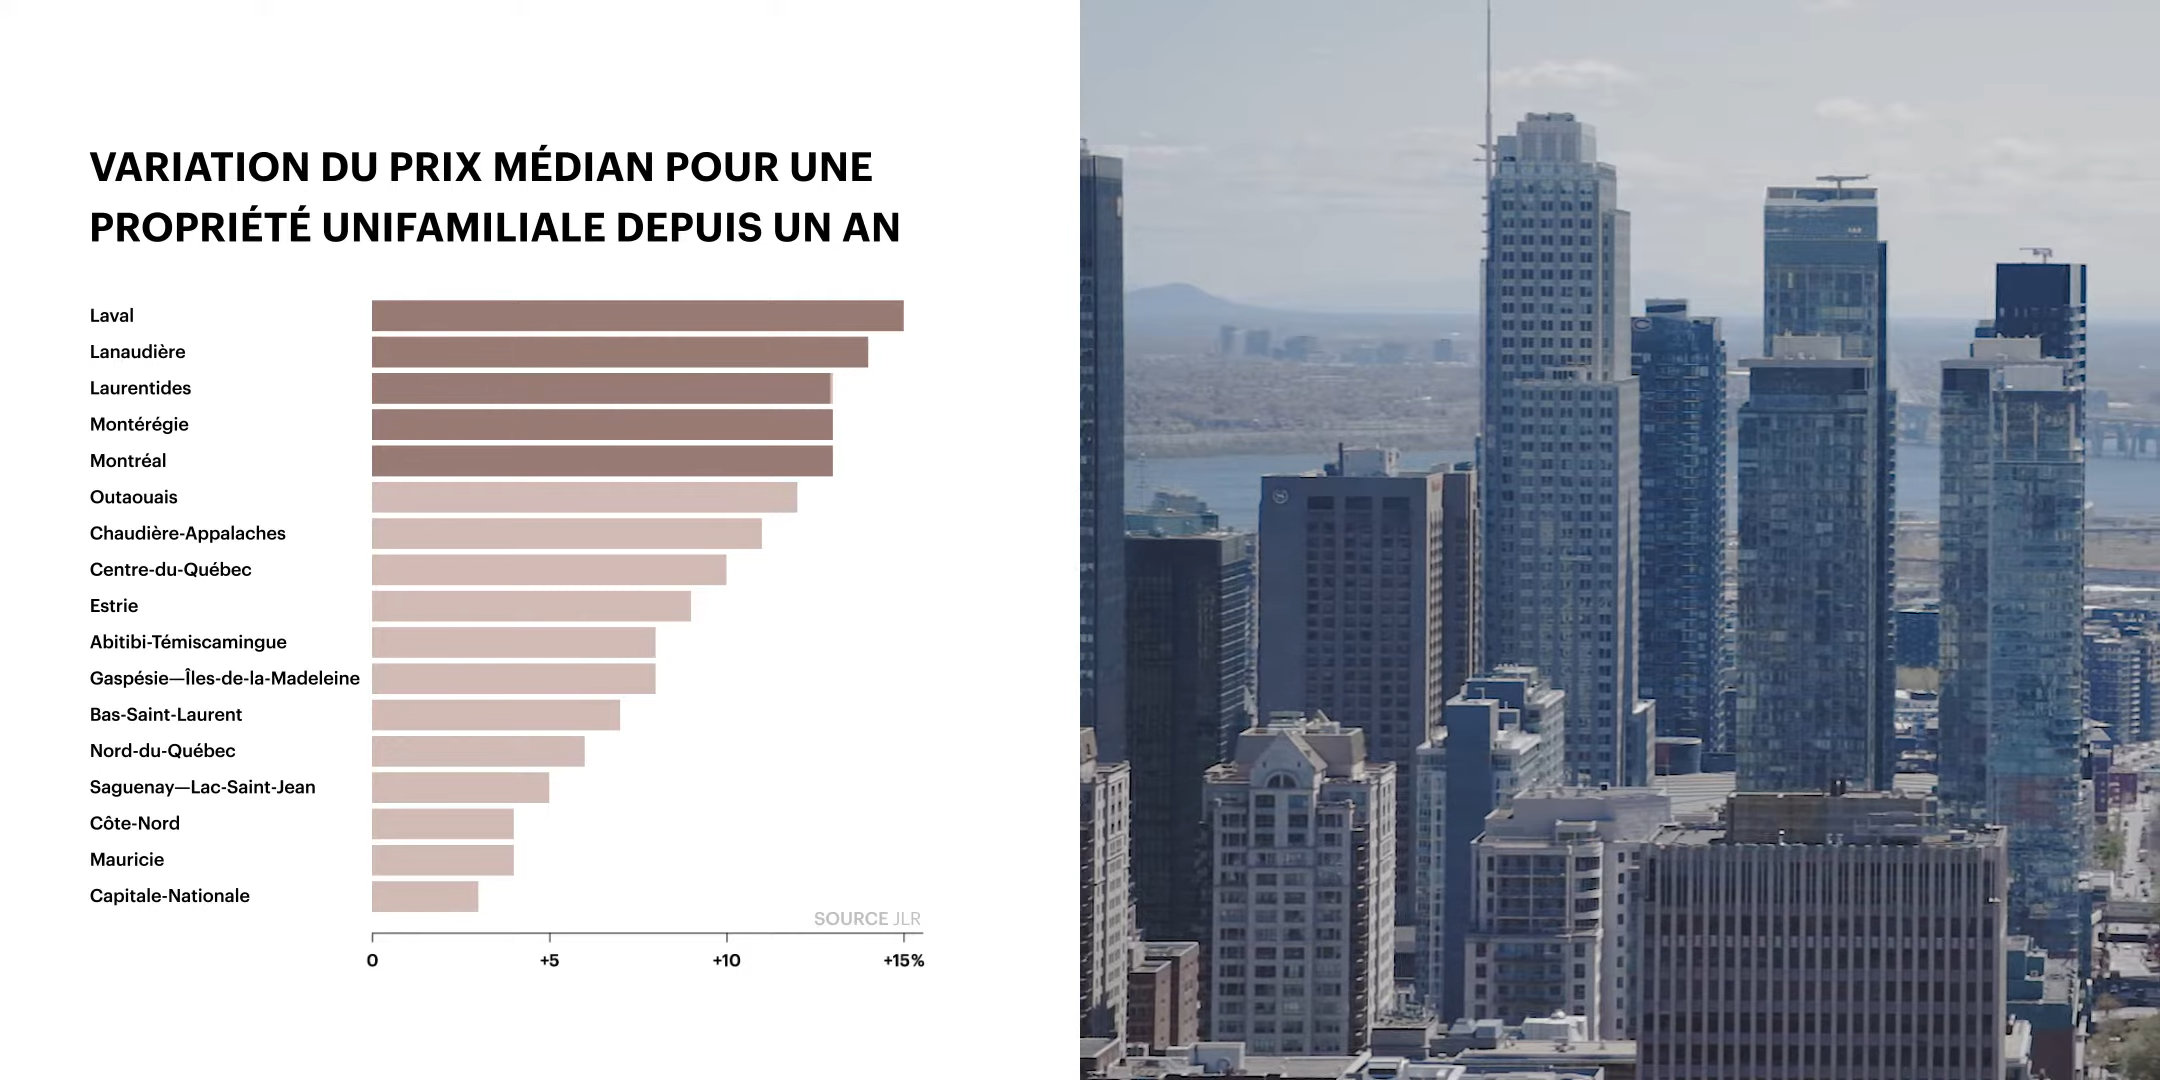 VARIATION DU PRIX MÉDIAN POUR UNE
PROPRIÉTÉ UNIFAMILIALE DEPUIS UN AN
Laval
Lanaudière
Laurentides
Montérégie
Montréal
Outaouais
Chaudière-Appalaches
Centre-du-Québec
Estrie
Abitibi-Témiscamingue
Gaspésie—Îles-de-la-Madeleine
Bas-Saint-Laurent
Nord-du-Québec
Saguenay—Lac-Saint-Jean
Côte-Nord
Mauricie
Capitale-Nationale
SOURCE JLR
0 +5 +10 +15%